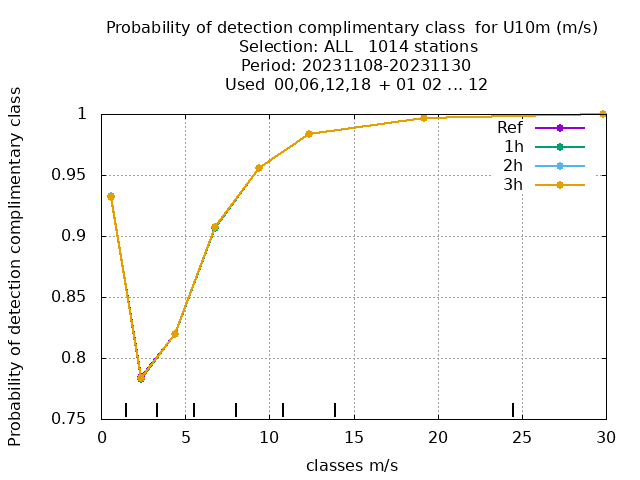 Probability of detection complimentary class  for U10m (m/s)
Selection: ALL   1014 stations
Period: 20231108-20231130
Used  00,06,12,18  + 01 02 ... 12
Probability of detection complimentary class
1
0.95
0.9
0.85
0.8
0.75
Ref
1h
2h
3h
0 5 10 15 20 25 30
classes m/s